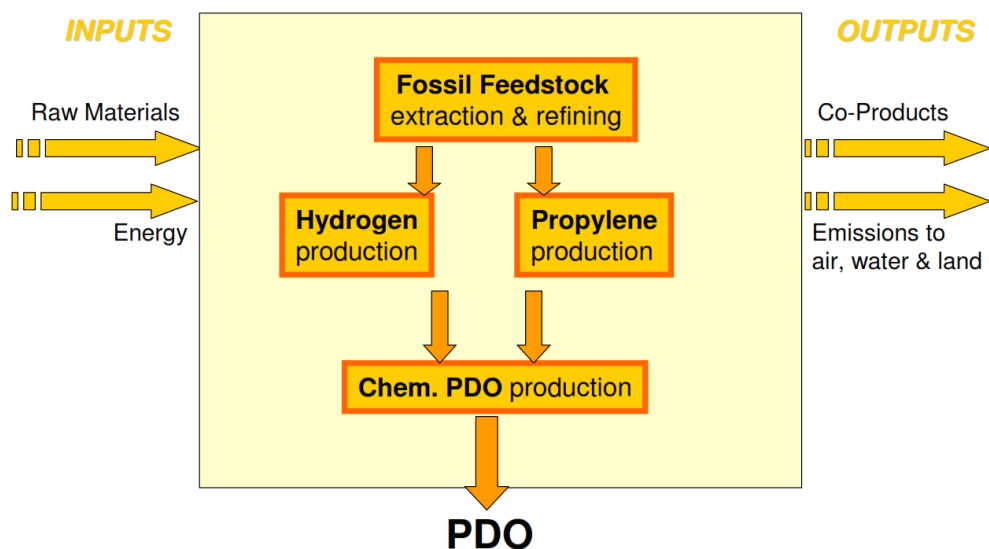 INPUTS
OUTPUTS
Fossil Feedstock
extraction & refining
Raw Materials
Co-Products
Hydrogen
production
Propylene
production
Energy
Emissions to
air, water & land
Chem. PDO production
PDO